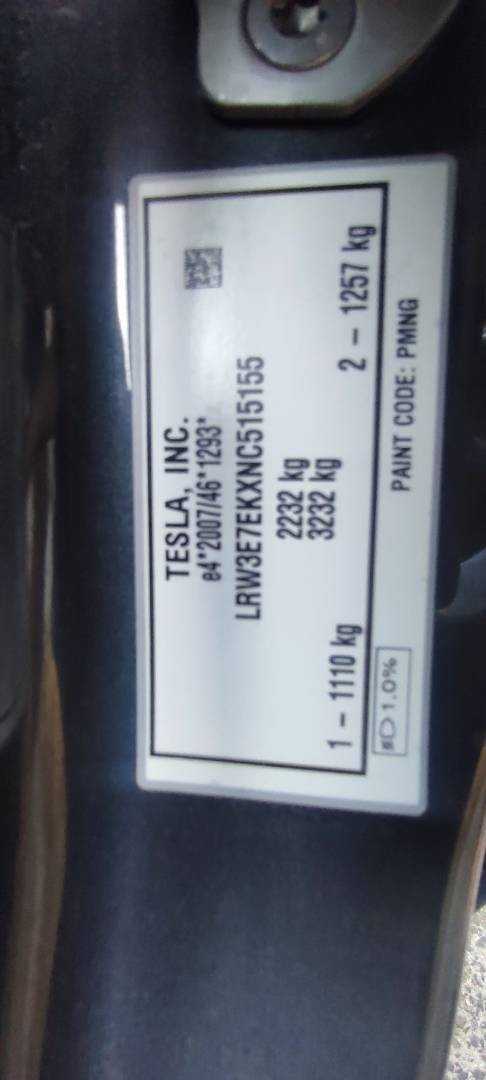 TESLA, INC.
e4*2007/46*1293*
LRW3E7EKXNC515155
2232 kg
3232 kg
1 – 1110 kg
2 – 1257 kg
1.0%
PAINT CODE: PMNG